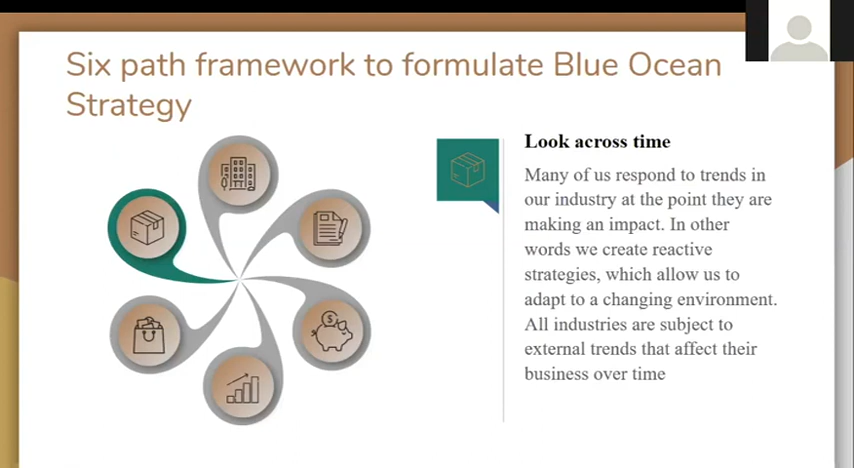 Six path framework to formulate Blue Ocean
Strategy
Look across time
Many of us respond to trends in
our industry at the point they are
making an impact. In other
words we create reactive
strategies, which allow us to
adapt to a changing environment.
All industries are subject to
external trends that affect their
business over time
$